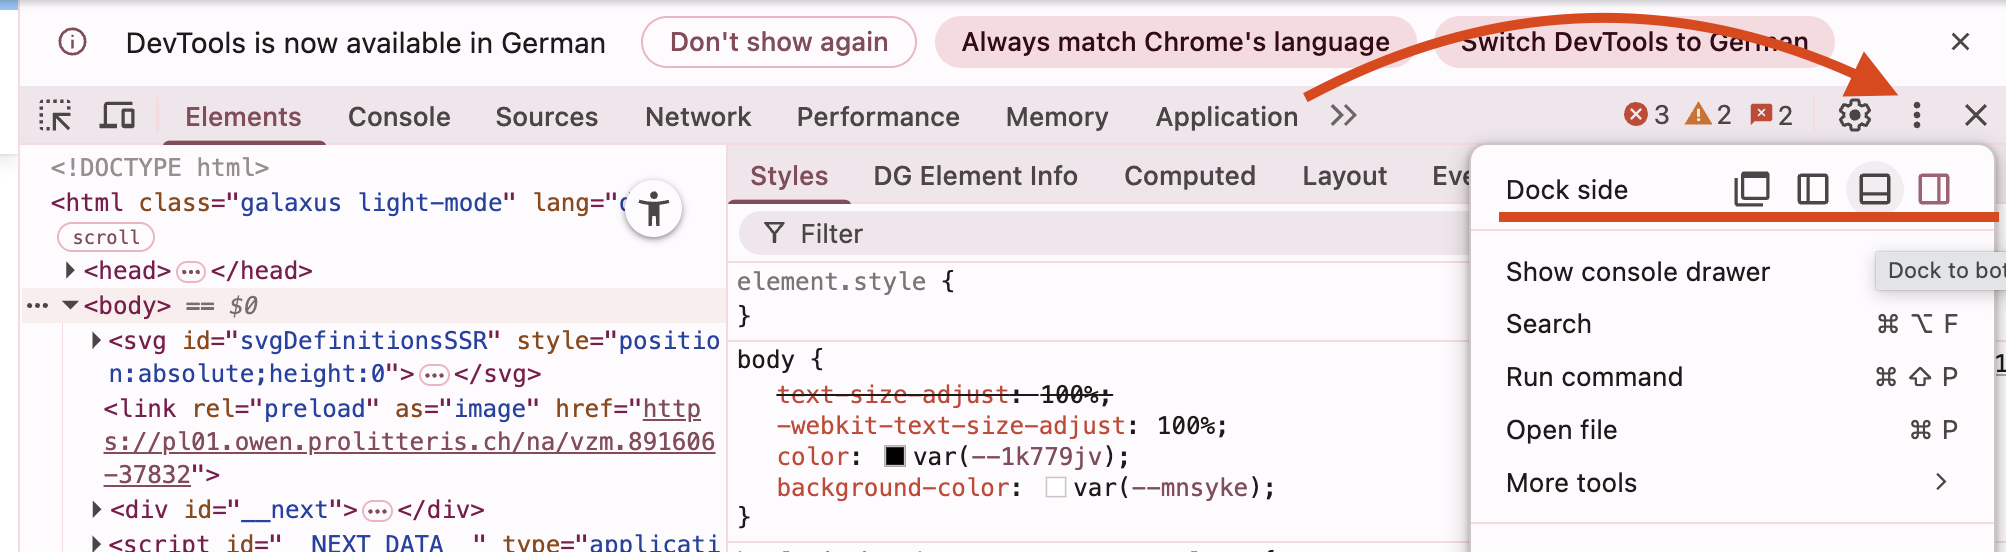 DevTools is now available in German Don't show again Always match Chrome's language Switch DevTools to German
Elements Console Sources Network Performance Memory Application 3 2 2
<!DOCTYPE html>
<html class="galaxus light-mode" lang="
scroll
<head> </head>
<body> == $0
<svg id="svgDefinitionsSSR" style="positio
n:absolute;height:0"> </svg>
<link rel="preload" as="image" href="http
s://pl01.owen.prolitteris.ch/na/vzm.891606
-37832">
<div id="__next"> </div>
<script id="__NEXT_DATA__" type="applicati
Styles DG Element Info Computed Layout Eve
Filter
element.style {
}
body {
text-size-adjust: 100%;
-webkit-text-size-adjust: 100%;
color: var(--1k779jv);
background-color: var(--mnsyke);
}
Dock side
Show console drawer
Dock to bot
Search ⌘ ⌥ F
Run command ⌘ ⇧ P
Open file ⌘ P
More tools